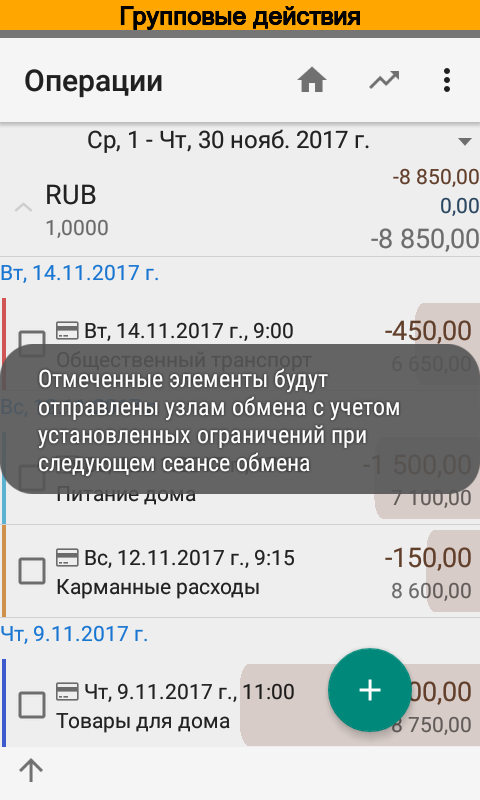 Групповые действия
Операции
Ср, 1 - Чт, 30 нояб. 2017 г.
RUB
1,0000
-8 850,00
0,00
-8 850,00
Вт, 14.11.2017 г.
Вт, 14.11.2017 г., 9:00
-450,00
Общественный транспорт
6 650,00
Вс,
Отмеченные элементы будут
отправлены узлам обмена с учетом
установленных ограничений при
следующем сеансе обмена
-1 500,00
Питание дома
7 100,00
Вс, 12.11.2017 г., 9:15
-150,00
Карманные расходы
8 600,00
Чт, 9.11.2017 г.
Чт, 9.11.2017 г., 11:00
00,00
Товары для дома
8 750,00